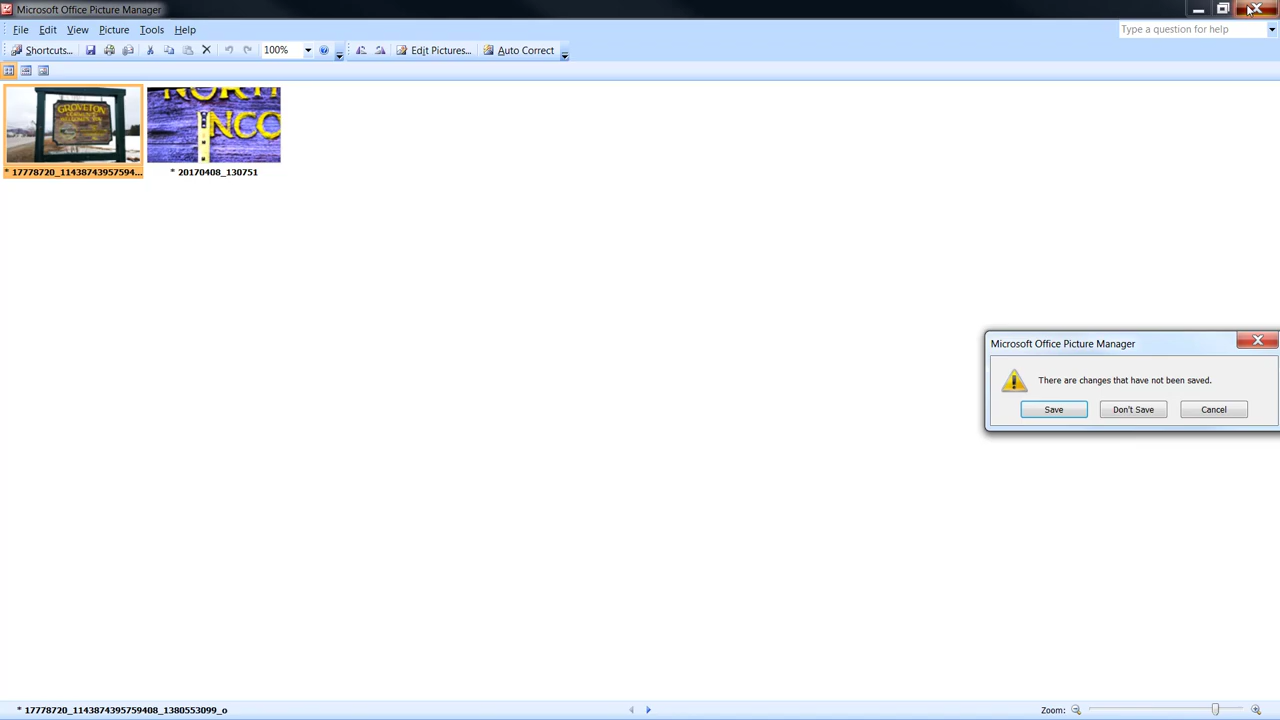 Microsoft Office Picture Manager
File Edit View Picture Tools Help
Type a question for help
Shortcuts... 100% Edit Pictures... Auto Correct
GROVETON
NCO
* 17778720_11438743957594...
* 20170408_130751
Microsoft Office Picture Manager
There are changes that have not been saved.
Save Don't Save Cancel
* 17778720_1143874395759408_1380553099_o
Zoom: